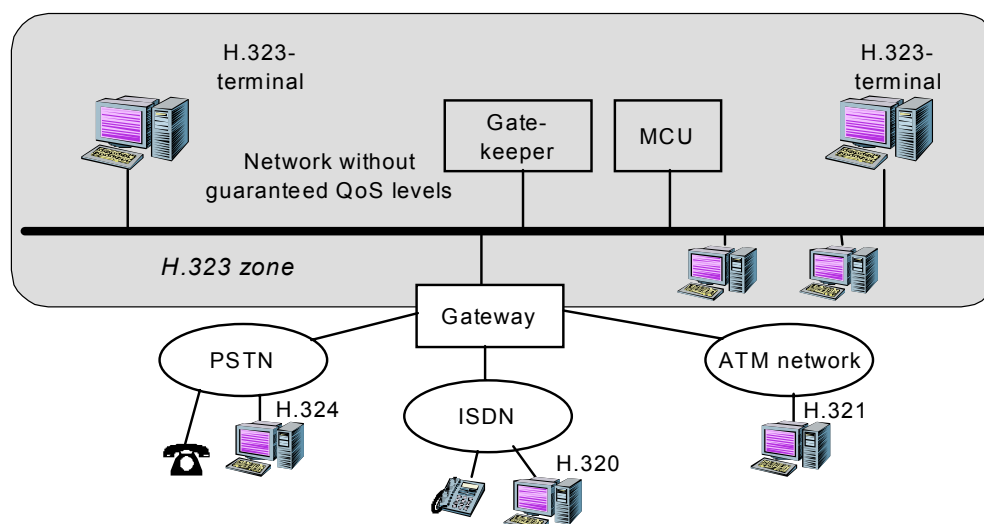 H.323-
terminal
H.323-
terminal
Gate-
keeper
MCU
Network without
guaranteed QoS levels
H.323 zone
Gateway
PSTN
ATM network
H.324
ISDN
H.321
H.320